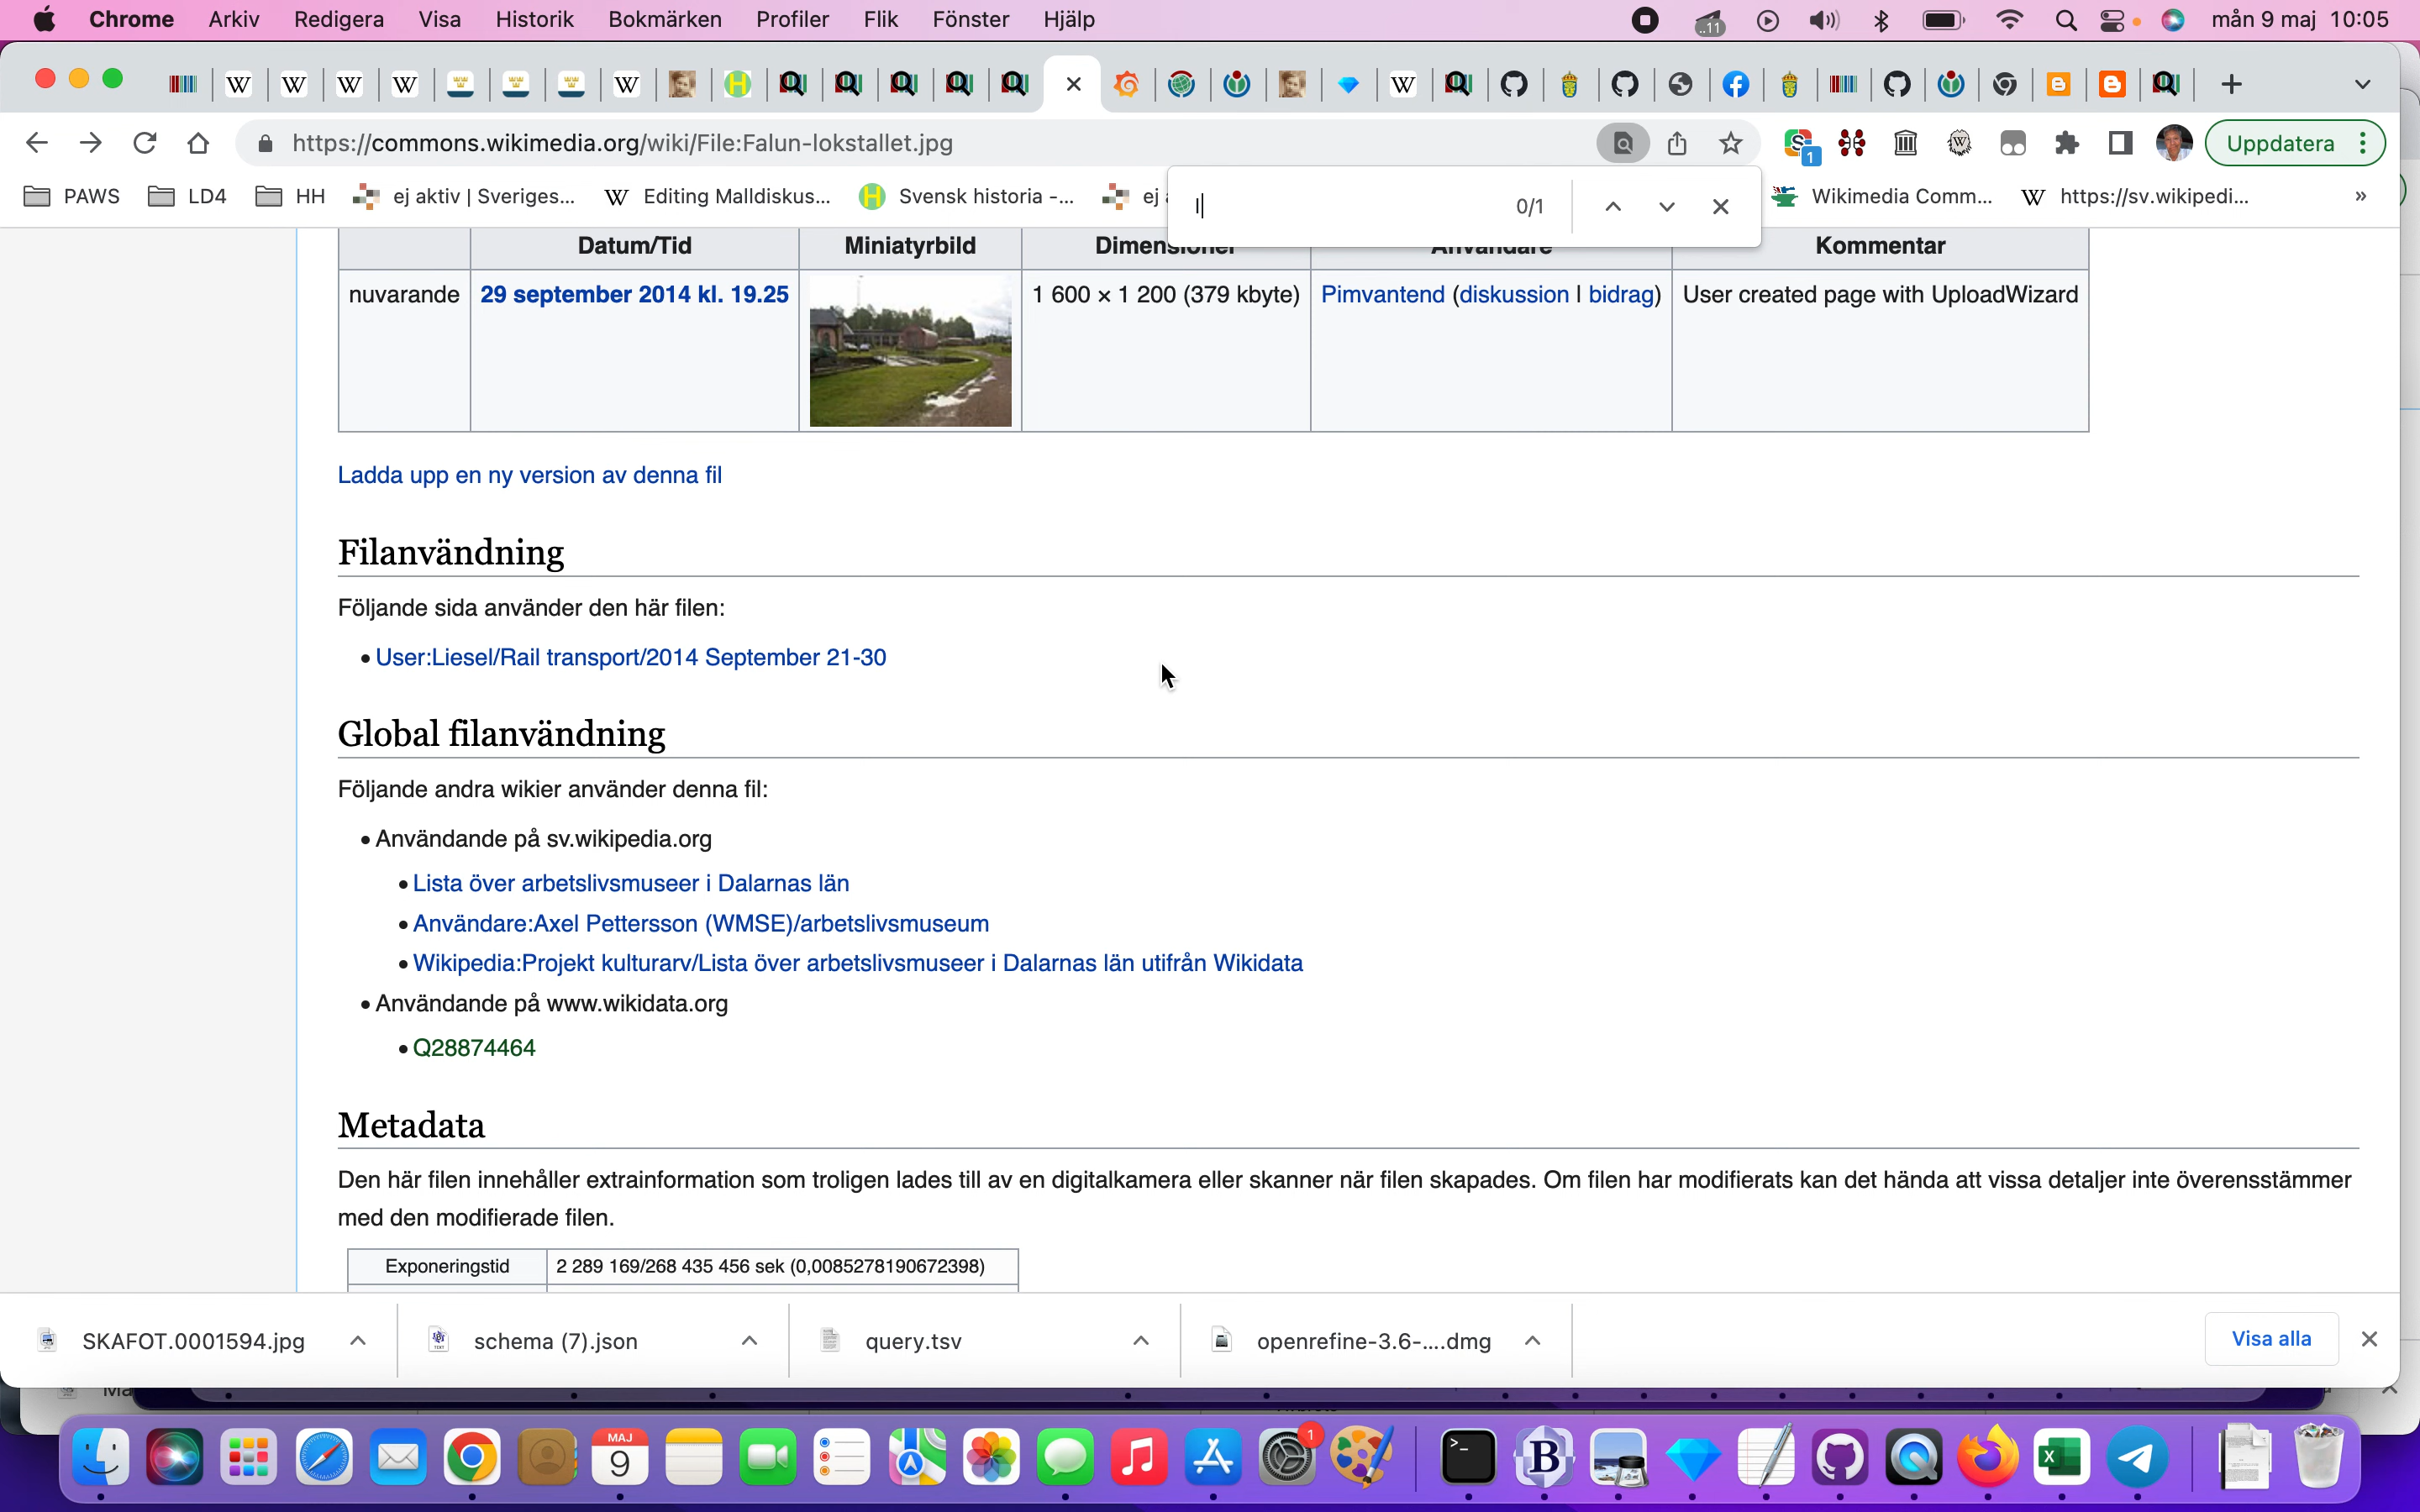 Chrome Arkiv Redigera Visa Historik Bokmärken Profiler Flik Fönster Hjälp ..11 mån 9 maj 10:05
https://commons.wikimedia.org/wiki/File:Falun-lokstallet.jpg 1 Uppdatera
PAWS LD4 HH ej aktiv | Sveriges... Editing Malldiskus... Svensk historia -... ej Wikimedia Comm... https://sv.wikipedi... »
l 0/1
Datum/Tid Miniatyrbild Dimensioner Användare Kommentar
nuvarande 29 september 2014 kl. 19.25 1 600 × 1 200 (379 kbyte) Pimvantend (diskussion | bidrag) User created page with UploadWizard
Ladda upp en ny version av denna fil
Filanvändning
Följande sida använder den här filen:
• User:Liesel/Rail transport/2014 September 21-30
Global filanvändning
Följande andra wikier använder denna fil:
• Användande på sv.wikipedia.org
• Lista över arbetslivsmuseer i Dalarnas län
• Användare:Axel Pettersson (WMSE)/arbetslivsmuseum
• Wikipedia:Projekt kulturarv/Lista över arbetslivsmuseer i Dalarnas län utifrån Wikidata
• Användande på www.wikidata.org
• Q28874464
Metadata
Den här filen innehåller extrainformation som troligen lades till av en digitalkamera eller skanner när filen skapades. Om filen har modifierats kan det hända att vissa detaljer inte överensstämmer
med den modifierade filen.
Exponeringstid 2 289 169/268 435 456 sek (0,0085278190672398)
SKAFOT.0001594.jpg schema (7).json query.tsv openrefine-3.6-....dmg Visa alla
MAJ
9
1